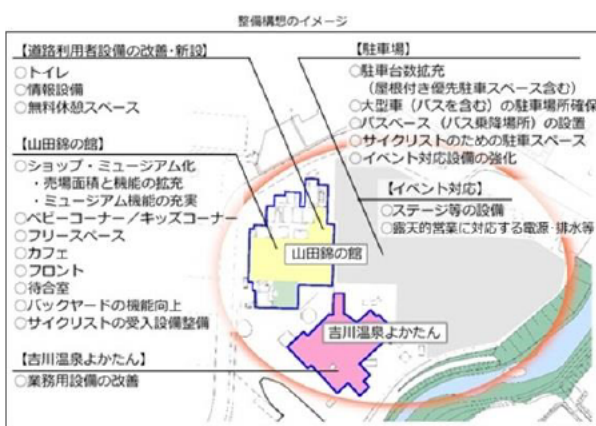 整備構想のイメージ
【道路利用者設備の改善・新設】
○トイレ
○情報設備
○無料休憩スペース
【山田錦の館】
○ショップ・ミュージアム化
・売場面積と機能の拡充
・ミュージアム機能の充実
○ベビーコーナー／キッズコーナー
○フリースペース
○カフェ
○フロント
○待合室
○バックヤードの機能向上
○サイクリストの受入設備整備
【吉川温泉よかたん】
○業務用設備の改善
【駐車場】
○駐車台数拡充
（屋根付き優先駐車スペース含む）
○大型車（バスを含む）の駐車場所確保
○バスベース（バス乗降場所）の設置
○サイクリストのための駐車スペース
○イベント対応設備の強化
【イベント対応】
○ステージ等の設備
○露天的営業に対応する電源・排水等
山田錦の館
吉川温泉よかたん